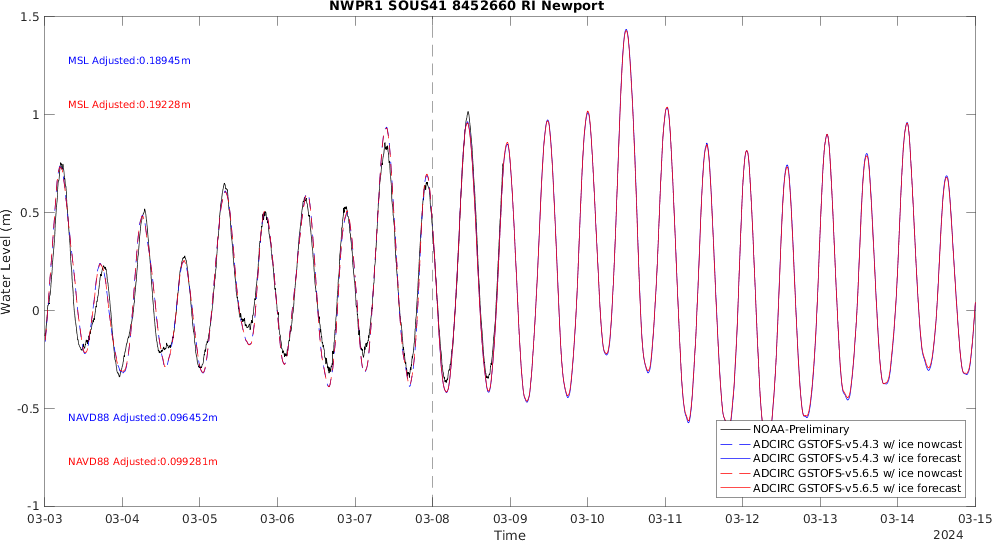 NWPR1 SOUS41 8452660 RI Newport
1.5
1
0.5
0
-0.5
-1
Water Level (m)
MSL Adjusted:0.18945m
MSL Adjusted:0.19228m
NAVD88 Adjusted:0.096452m
NAVD88 Adjusted:0.099281m
NOAA-Preliminary
ADCIRC GSTOFS-v5.4.3 w/ ice nowcast
ADCIRC GSTOFS-v5.4.3 w/ ice forecast
ADCIRC GSTOFS-v5.6.5 w/ ice nowcast
ADCIRC GSTOFS-v5.6.5 w/ ice forecast
03-03 03-04 03-05 03-06 03-07 03-08 03-09 03-10 03-11 03-12 03-13 03-14 03-15
Time
2024